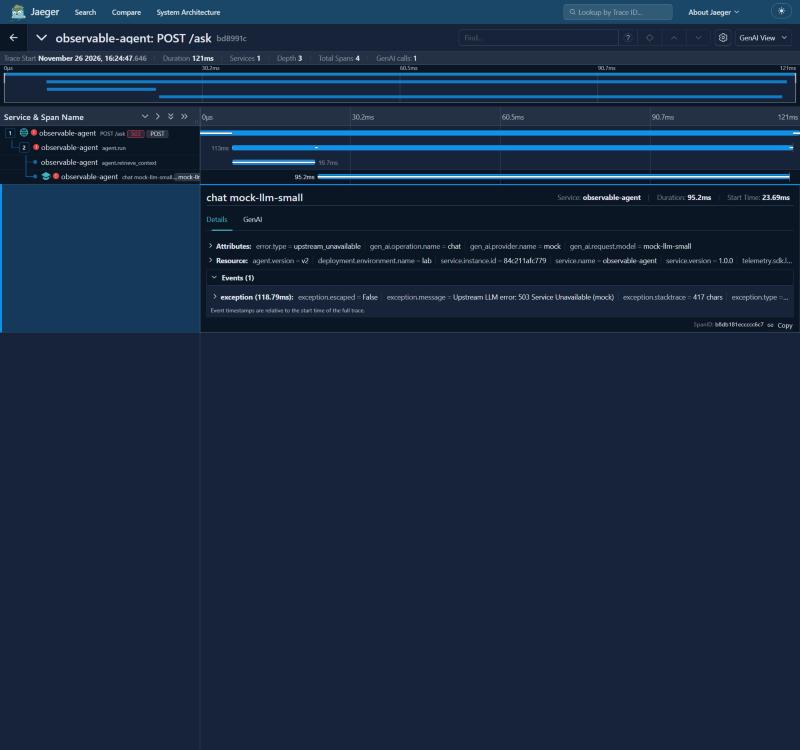 Jaeger Search Compare System Architecture Lookup by Trace ID... About Jaeger
observable-agent: POST /ask bd8991c Find... ? GenAI View
Trace Start November 26 2026, 16:24:47.646 Duration 121ms Services 1 Depth 3 Total Spans 4 GenAI calls: 1
0μs 30.2ms 60.5ms 90.7ms 121ms
Service & Span Name 0μs 30.2ms 60.5ms 90.7ms 121ms
1 observable-agent POST /ask 503 POST
2 observable-agent agent.run 113ms
observable-agent agent.retrieve_context
observable-agent chat mock-llm-small... mock-ll 95.2ms
chat mock-llm-small Service: observable-agent Duration: 95.2ms Start Time: 23.69ms
Details GenAI
Attributes: error.type = upstream_unavailable gen_ai.operation.name = chat gen_ai.provider.name = mock gen_ai.request.model = mock-llm-small
Resource: agent.version = v2 deployment.environment.name = lab service.instance.id = 84c211afc779 service.name = observable-agent service.version = 1.0.0 telemetry.sdk.l...
Events (1)
exception (118.79ms): exception.escaped = False exception.message = Upstream LLM error: 503 Service Unavailable (mock) exception.stacktrace = 417 chars exception.type =...
Event timestamps are relative to the start time of the full trace.
SpanID: Copy